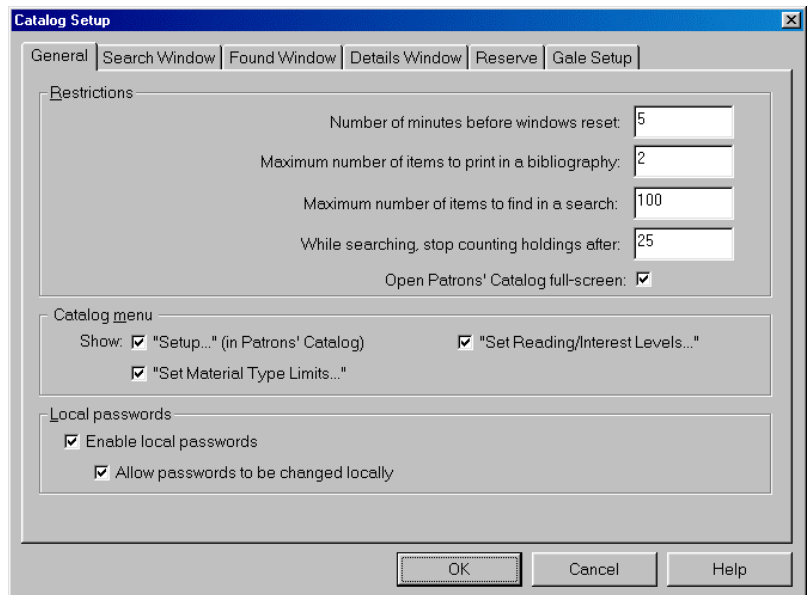 Catalog Setup
General Search Window Found Window Details Window Reserve Gale Setup
Restrictions
Number of minutes before windows reset: 5
Maximum number of items to print in a bibliography: 2
Maximum number of items to find in a search: 100
While searching, stop counting holdings after: 25
Open Patrons' Catalog full-screen:
Catalog menu
Show: "Setup..." (in Patrons' Catalog) "Set Reading/Interest Levels..."
"Set Material Type Limits..."
Local passwords
Enable local passwords
Allow passwords to be changed locally
OK Cancel Help